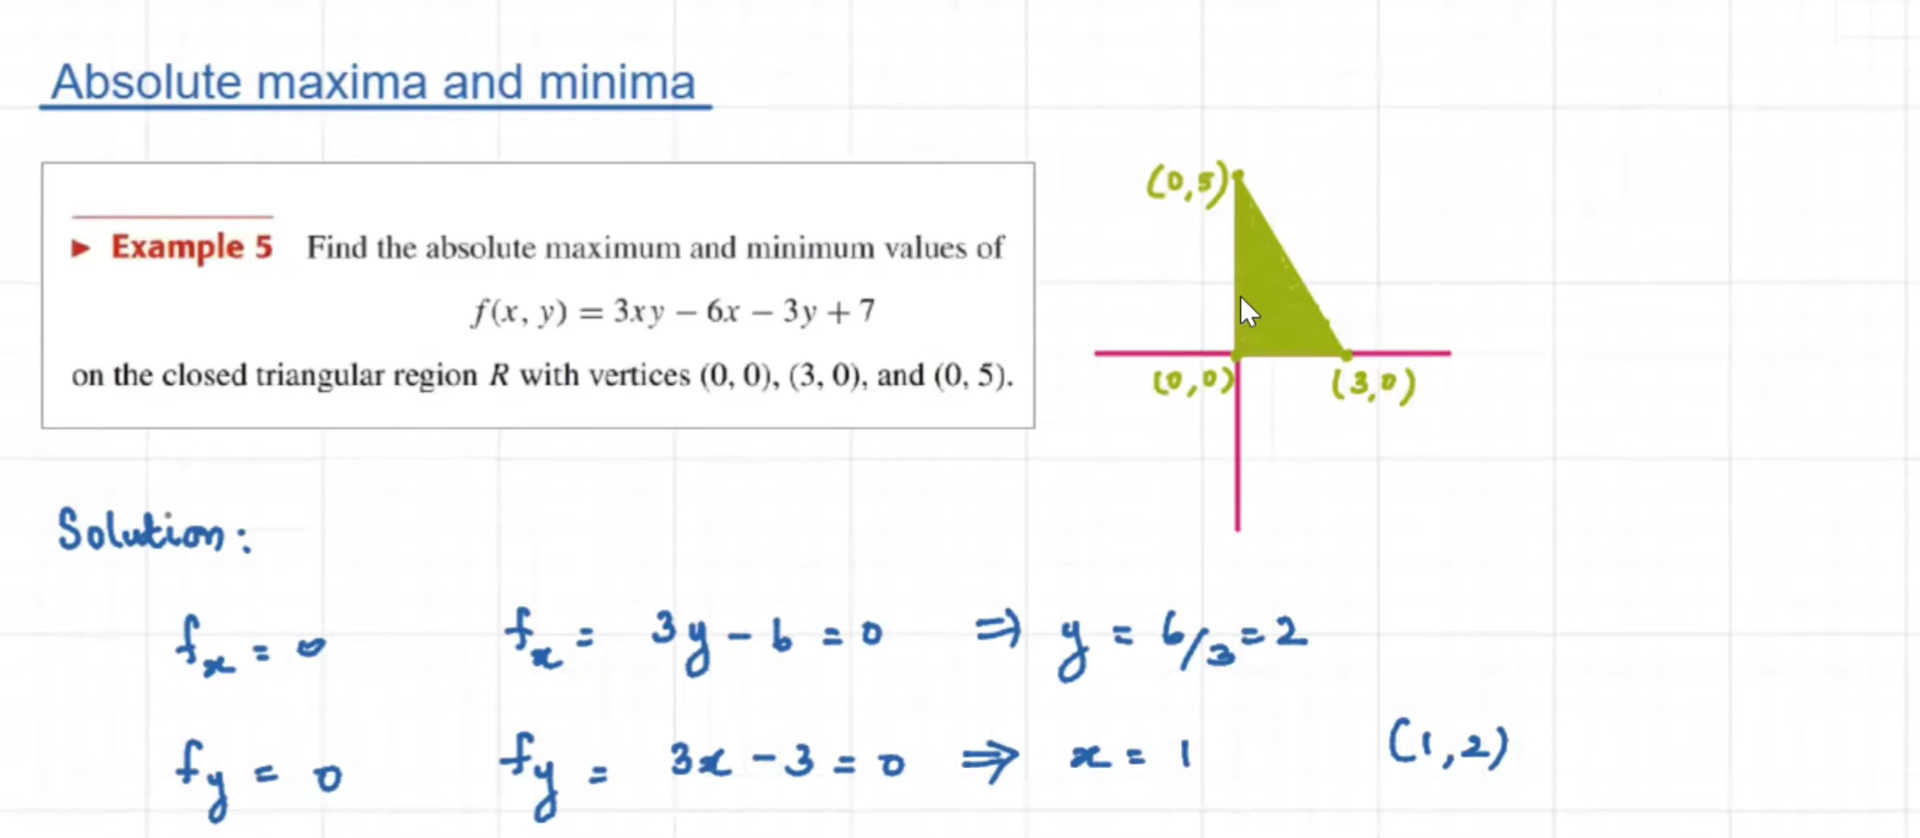 Absolute maxima and minima
► Example 5 Find the absolute maximum and minimum values of
f(x, y) = 3xy − 6x − 3y + 7
on the closed triangular region R with vertices (0, 0), (3, 0), and (0, 5).
(0,5)
(0,0) (3,0)
Solution:
fx = 0 fx = 3y − 6 = 0 ⇒ y = 6/3 = 2
fy = 0 fy = 3x − 3 = 0 ⇒ x = 1 (1,2)